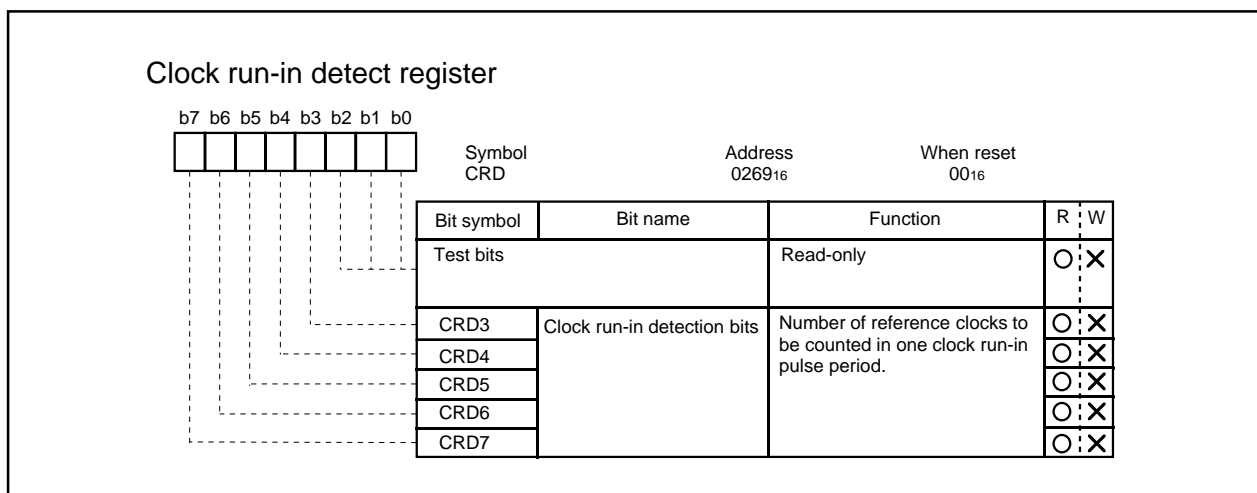 Clock run-in detect register
b7 b6 b5 b4 b3 b2 b1 b0
Symbol Address When reset
CRD 026916 0016
Bit symbol Bit name Function R W
Test bits Read-only
CRD3 Clock run-in detection bits Number of reference clocks to
be counted in one clock run-in
CRD4
pulse period.
CRD5
CRD6
CRD7